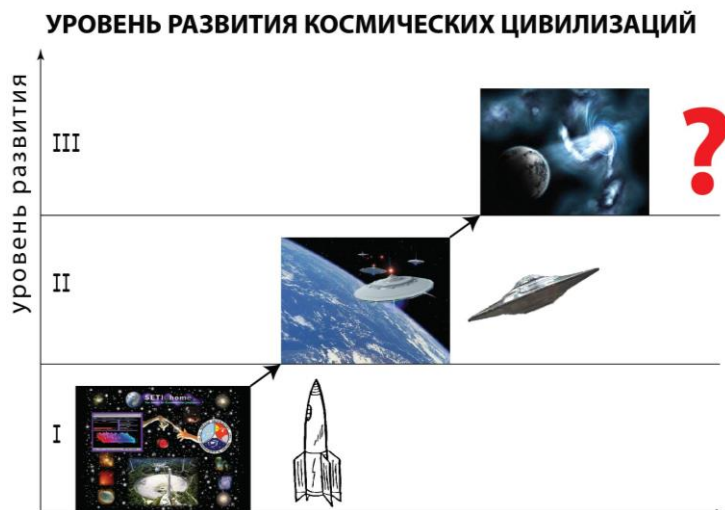 УРОВЕНЬ РАЗВИТИЯ КОСМИЧЕСКИХ ЦИВИЛИЗАЦИЙ
уровень развития
III
?
II
I
SETI@home